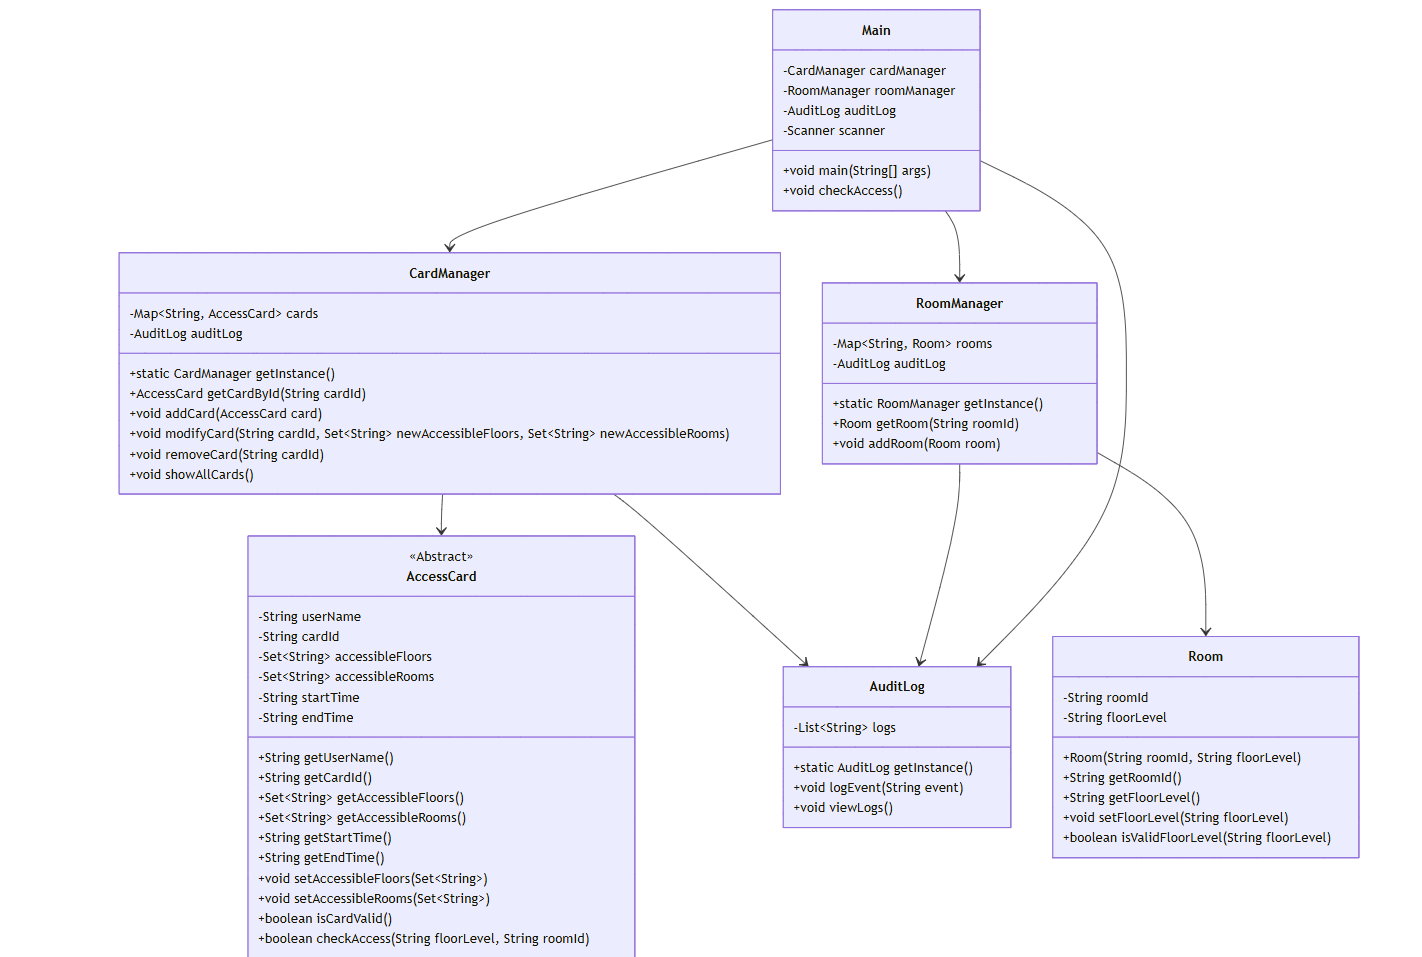 Main
-CardManager cardManager
-RoomManager roomManager
-AuditLog auditLog
-Scanner scanner
+void main(String[] args)
+void checkAccess()
CardManager
-Map<String, AccessCard> cards
-AuditLog auditLog
+static CardManager getInstance()
+AccessCard getCardById(String cardId)
+void addCard(AccessCard card)
+void modifyCard(String cardId, Set<String> newAccessibleFloors, Set<String> newAccessibleRooms)
+void removeCard(String cardId)
+void showAllCards()
RoomManager
-Map<String, Room> rooms
-AuditLog auditLog
+static RoomManager getInstance()
+Room getRoom(String roomId)
+void addRoom(Room room)
«Abstract»
AccessCard
-String userName
-String cardId
-Set<String> accessibleFloors
-Set<String> accessibleRooms
-String startTime
-String endTime
+String getUserName()
+String getCardId()
+Set<String> getAccessibleFloors()
+Set<String> getAccessibleRooms()
+String getStartTime()
+String getEndTime()
+void setAccessibleFloors(Set<String>)
+void setAccessibleRooms(Set<String>)
+boolean isCardValid()
+boolean checkAccess(String floorLevel, String roomId)
AuditLog
-List<String> logs
+static AuditLog getInstance()
+void logEvent(String event)
+void viewLogs()
Room
-String roomId
-String floorLevel
+Room(String roomId, String floorLevel)
+String getRoomId()
+String getFloorLevel()
+void setFloorLevel(String floorLevel)
+boolean isValidFloorLevel(String floorLevel)